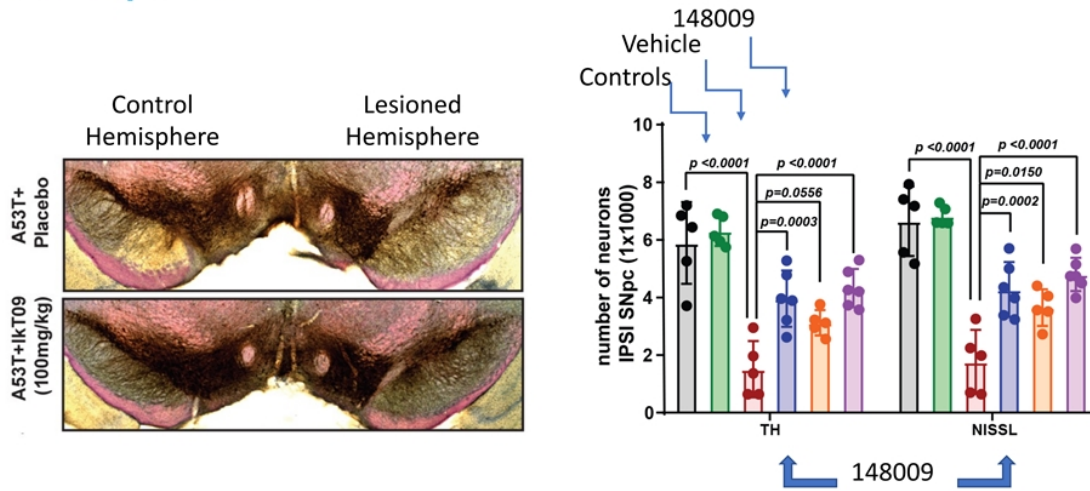 148009
Vehicle
Controls
Control
Hemisphere
Lesioned
Hemisphere
A53T+
Placebo
A53T+IkT09
(100mg/kg)
number of neurons
IPSI SNpc (1x1000)
10
8
6
4
2
0
p <0.0001
p <0.0001
p=0.0556
p=0.0003
p <0.0001
p <0.0001
p=0.0150
p=0.0002
TH
NISSL
148009